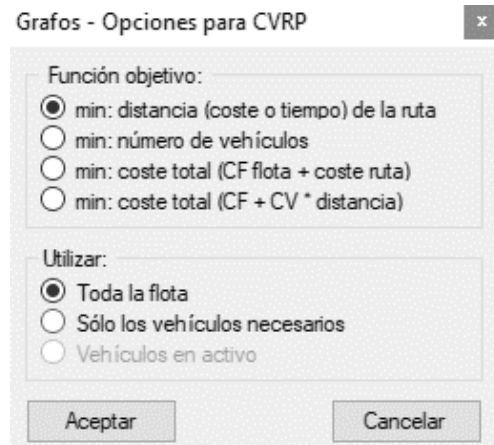 Grafos - Opciones para CVRP
x
Función objetivo:
min: distancia (coste o tiempo) de la ruta
min: número de vehículos
min: coste total (CF flota + coste ruta)
min: coste total (CF + CV * distancia)
Utilizar:
Toda la flota
Sólo los vehículos necesarios
Vehículos en activo
Aceptar Cancelar